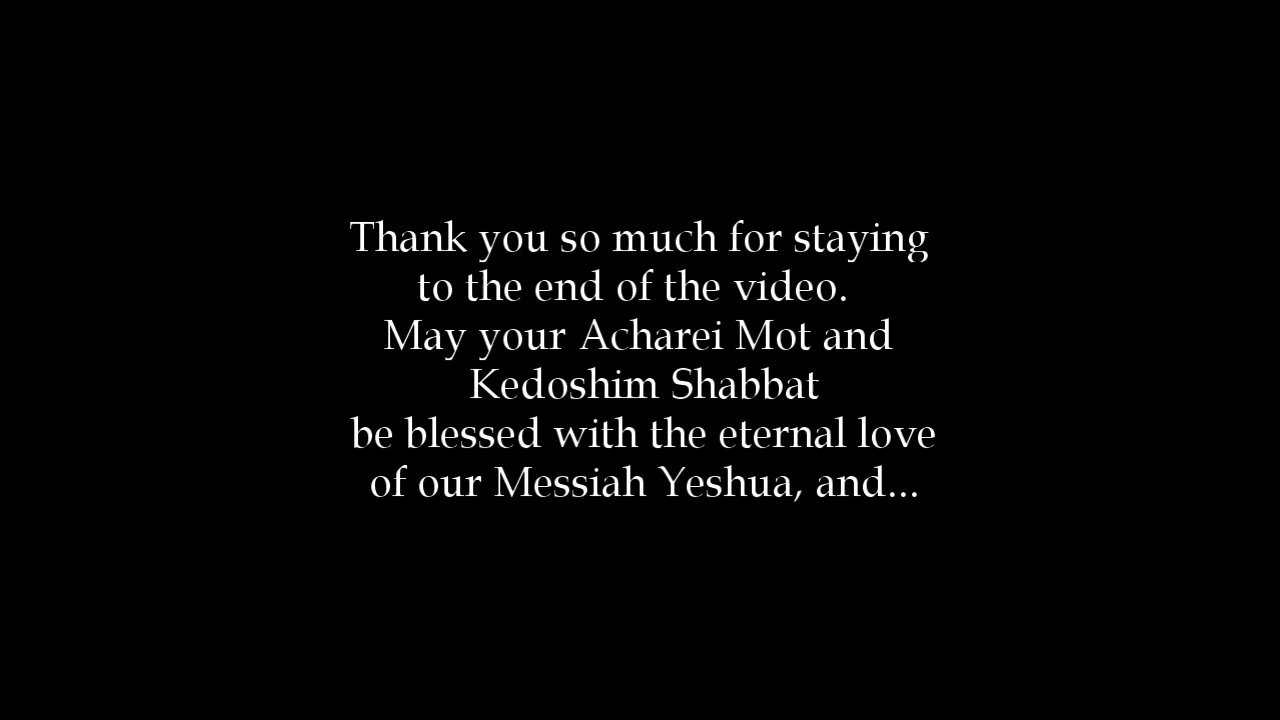 Thank you so much for staying
to the end of the video.
May your Acharei Mot and
Kedoshim Shabbat
be blessed with the eternal love
of our Messiah Yeshua, and...